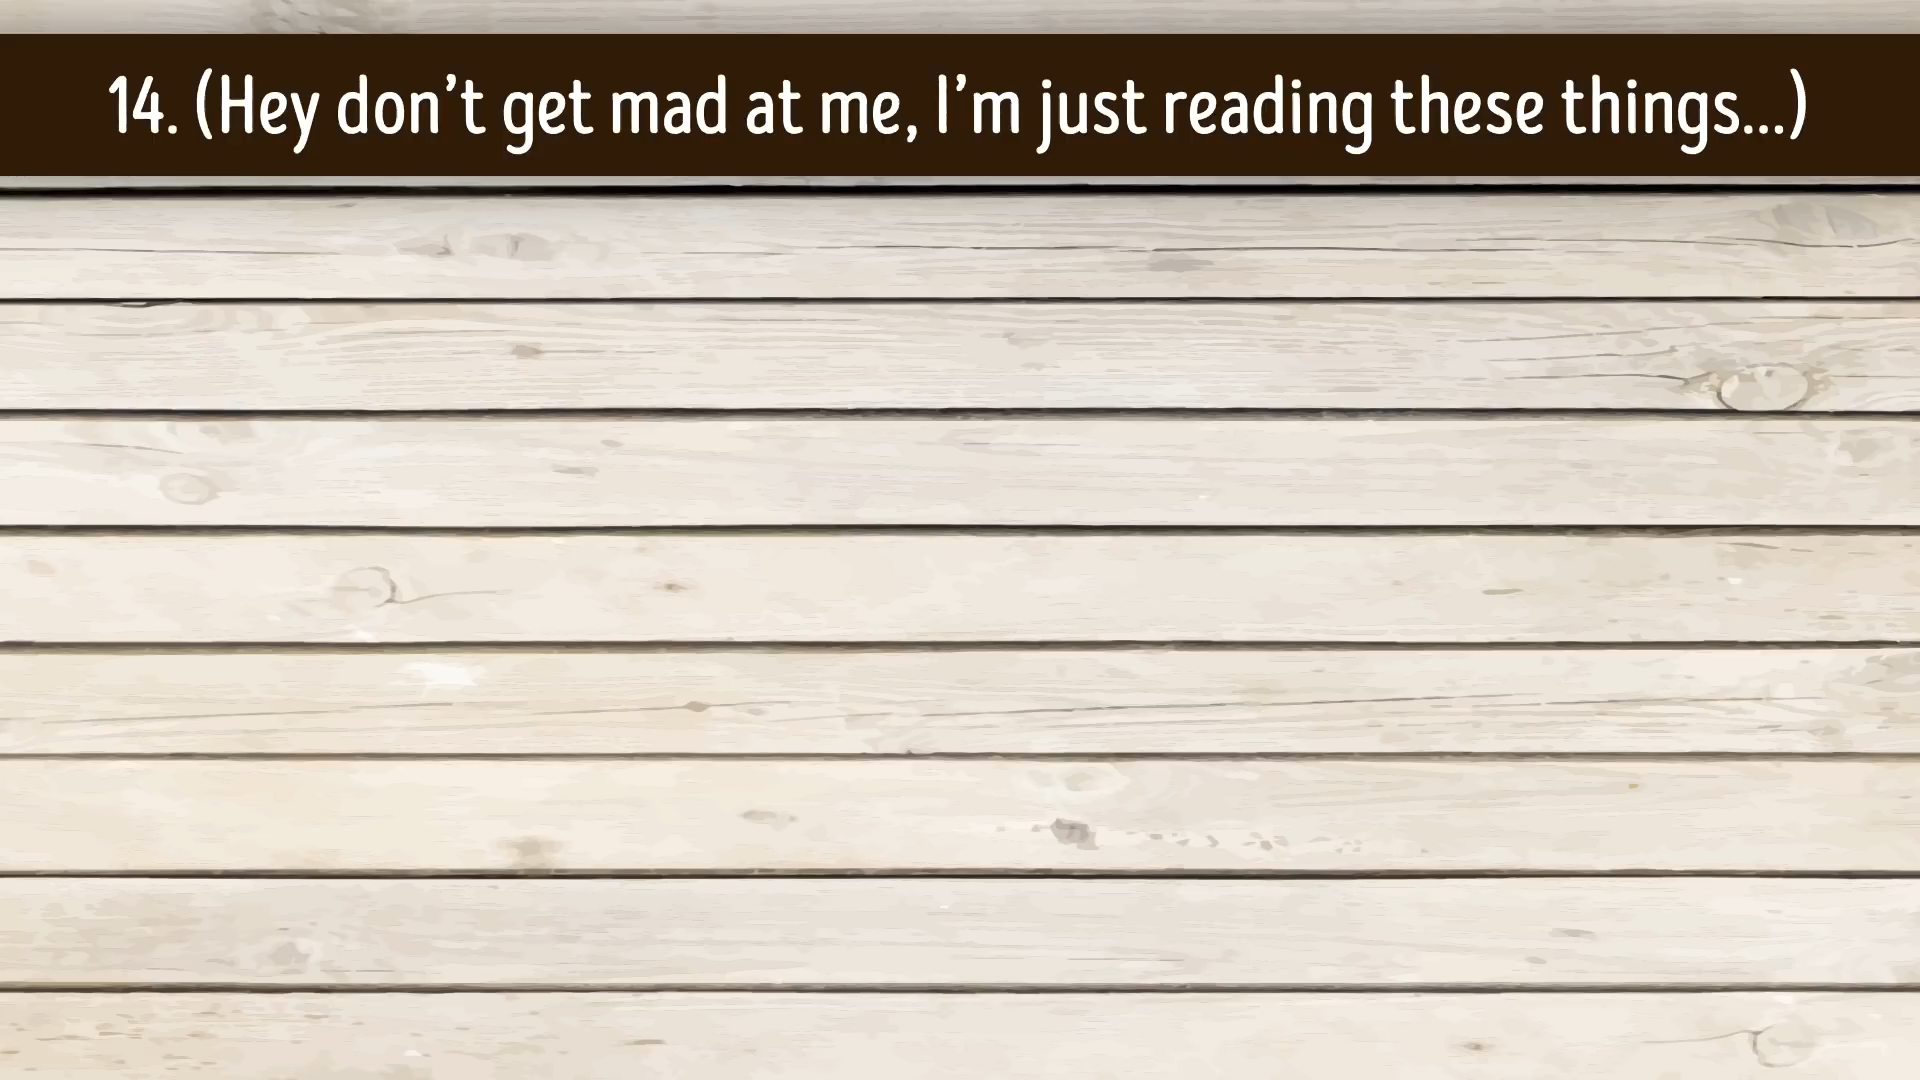 14. (Hey don’t get mad at me, I’m just reading these things...)